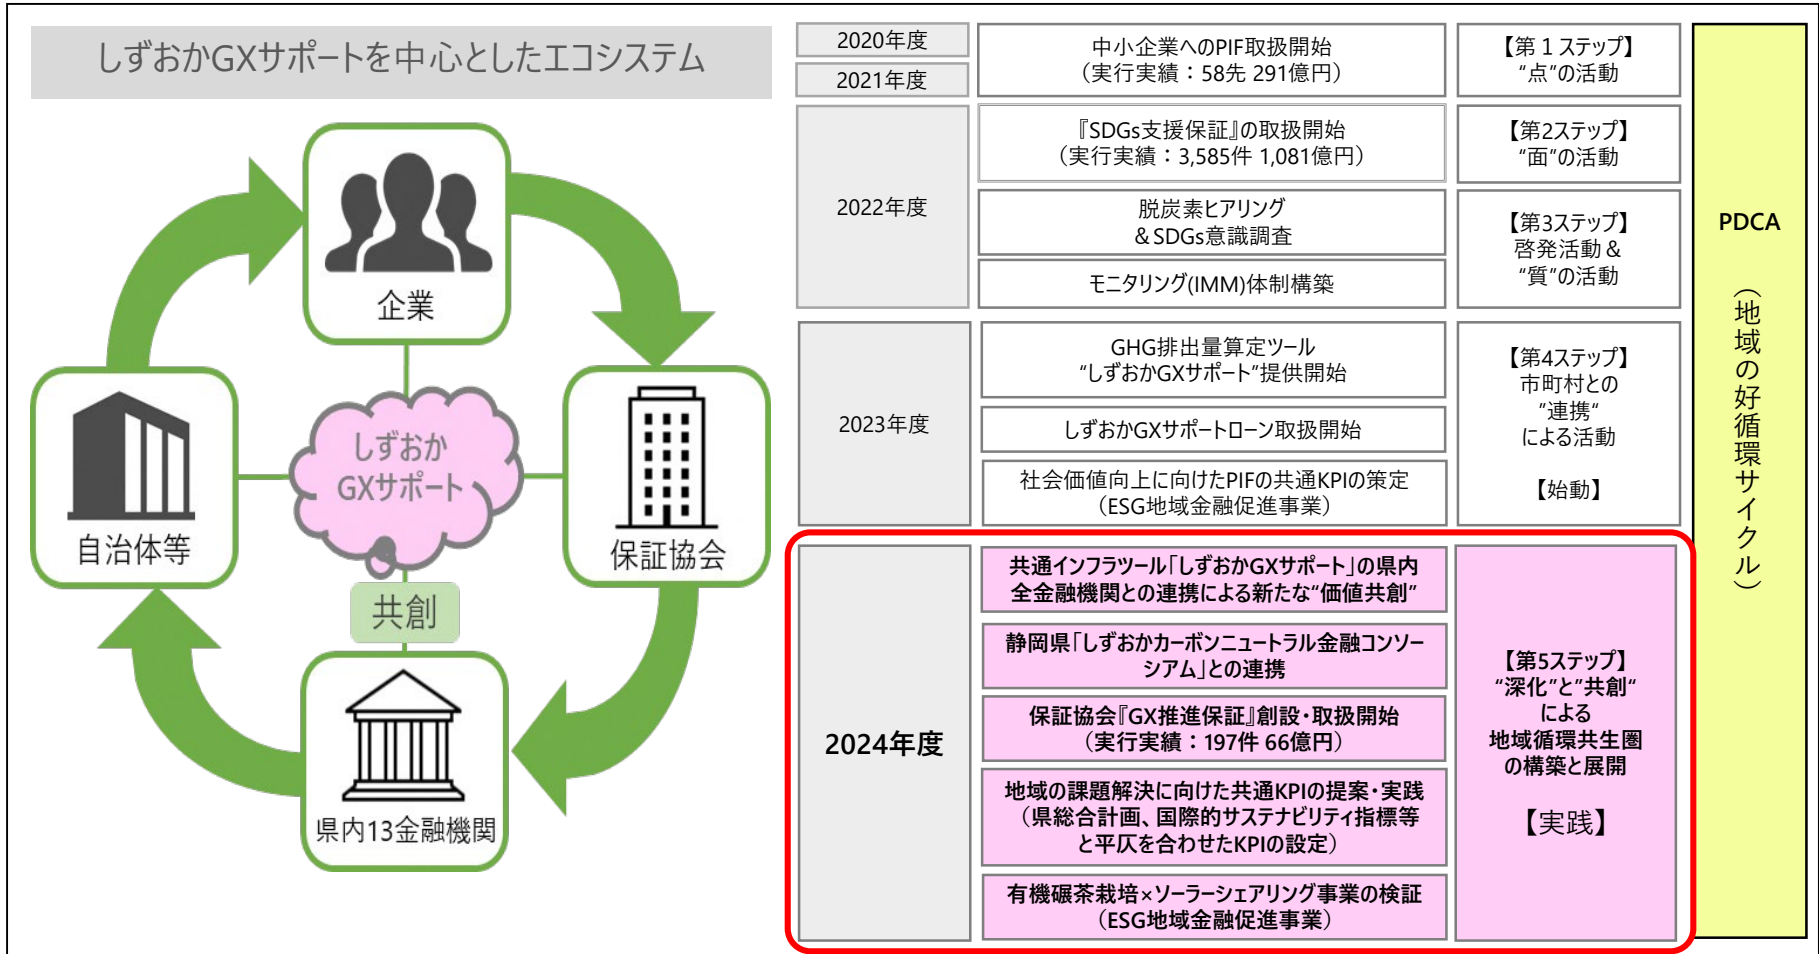 しずおかGXサポートを中心としたエコシステム
企業
自治体等
しずおか
GXサポート
保証協会
共創
県内13金融機関
2020年度
2021年度
中小企業へのPIF取扱開始
（実行実績：58先 291億円）
【第１ステップ】
“点”の活動
2022年度
『SDGs支援保証』の取扱開始
（実行実績：3,585件 1,081億円）
【第2ステップ】
“面”の活動
脱炭素ヒアリング
＆SDGs意識調査
モニタリング(IMM)体制構築
【第3ステップ】
啓発活動＆
“質”の活動
2023年度
GHG排出量算定ツール
“しずおかGXサポート”提供開始
しずおかGXサポートローン取扱開始
社会価値向上に向けたPIFの共通KPIの策定
（ESG地域金融促進事業）
【第4ステップ】
市町村との
”連携“
による活動
【始動】
2024年度
共通インフラツール「しずおかGXサポート」の県内
全金融機関との連携による新たな“価値共創”
静岡県「しずおかカーボンニュートラル金融コンソー
シアム」との連携
保証協会『GX推進保証』創設・取扱開始
（実行実績：197件 66億円）
地域の課題解決に向けた共通KPIの提案・実践
（県総合計画、国際的サステナビリティ指標等
と平仄を合わせたKPIの設定）
有機碾茶栽培×ソーラーシェアリング事業の検証
（ESG地域金融促進事業）
【第5ステップ】
“深化”と”共創“
による
地域循環共生圏
の構築と展開
【実践】
PDCA
（地域の好循環サイクル）